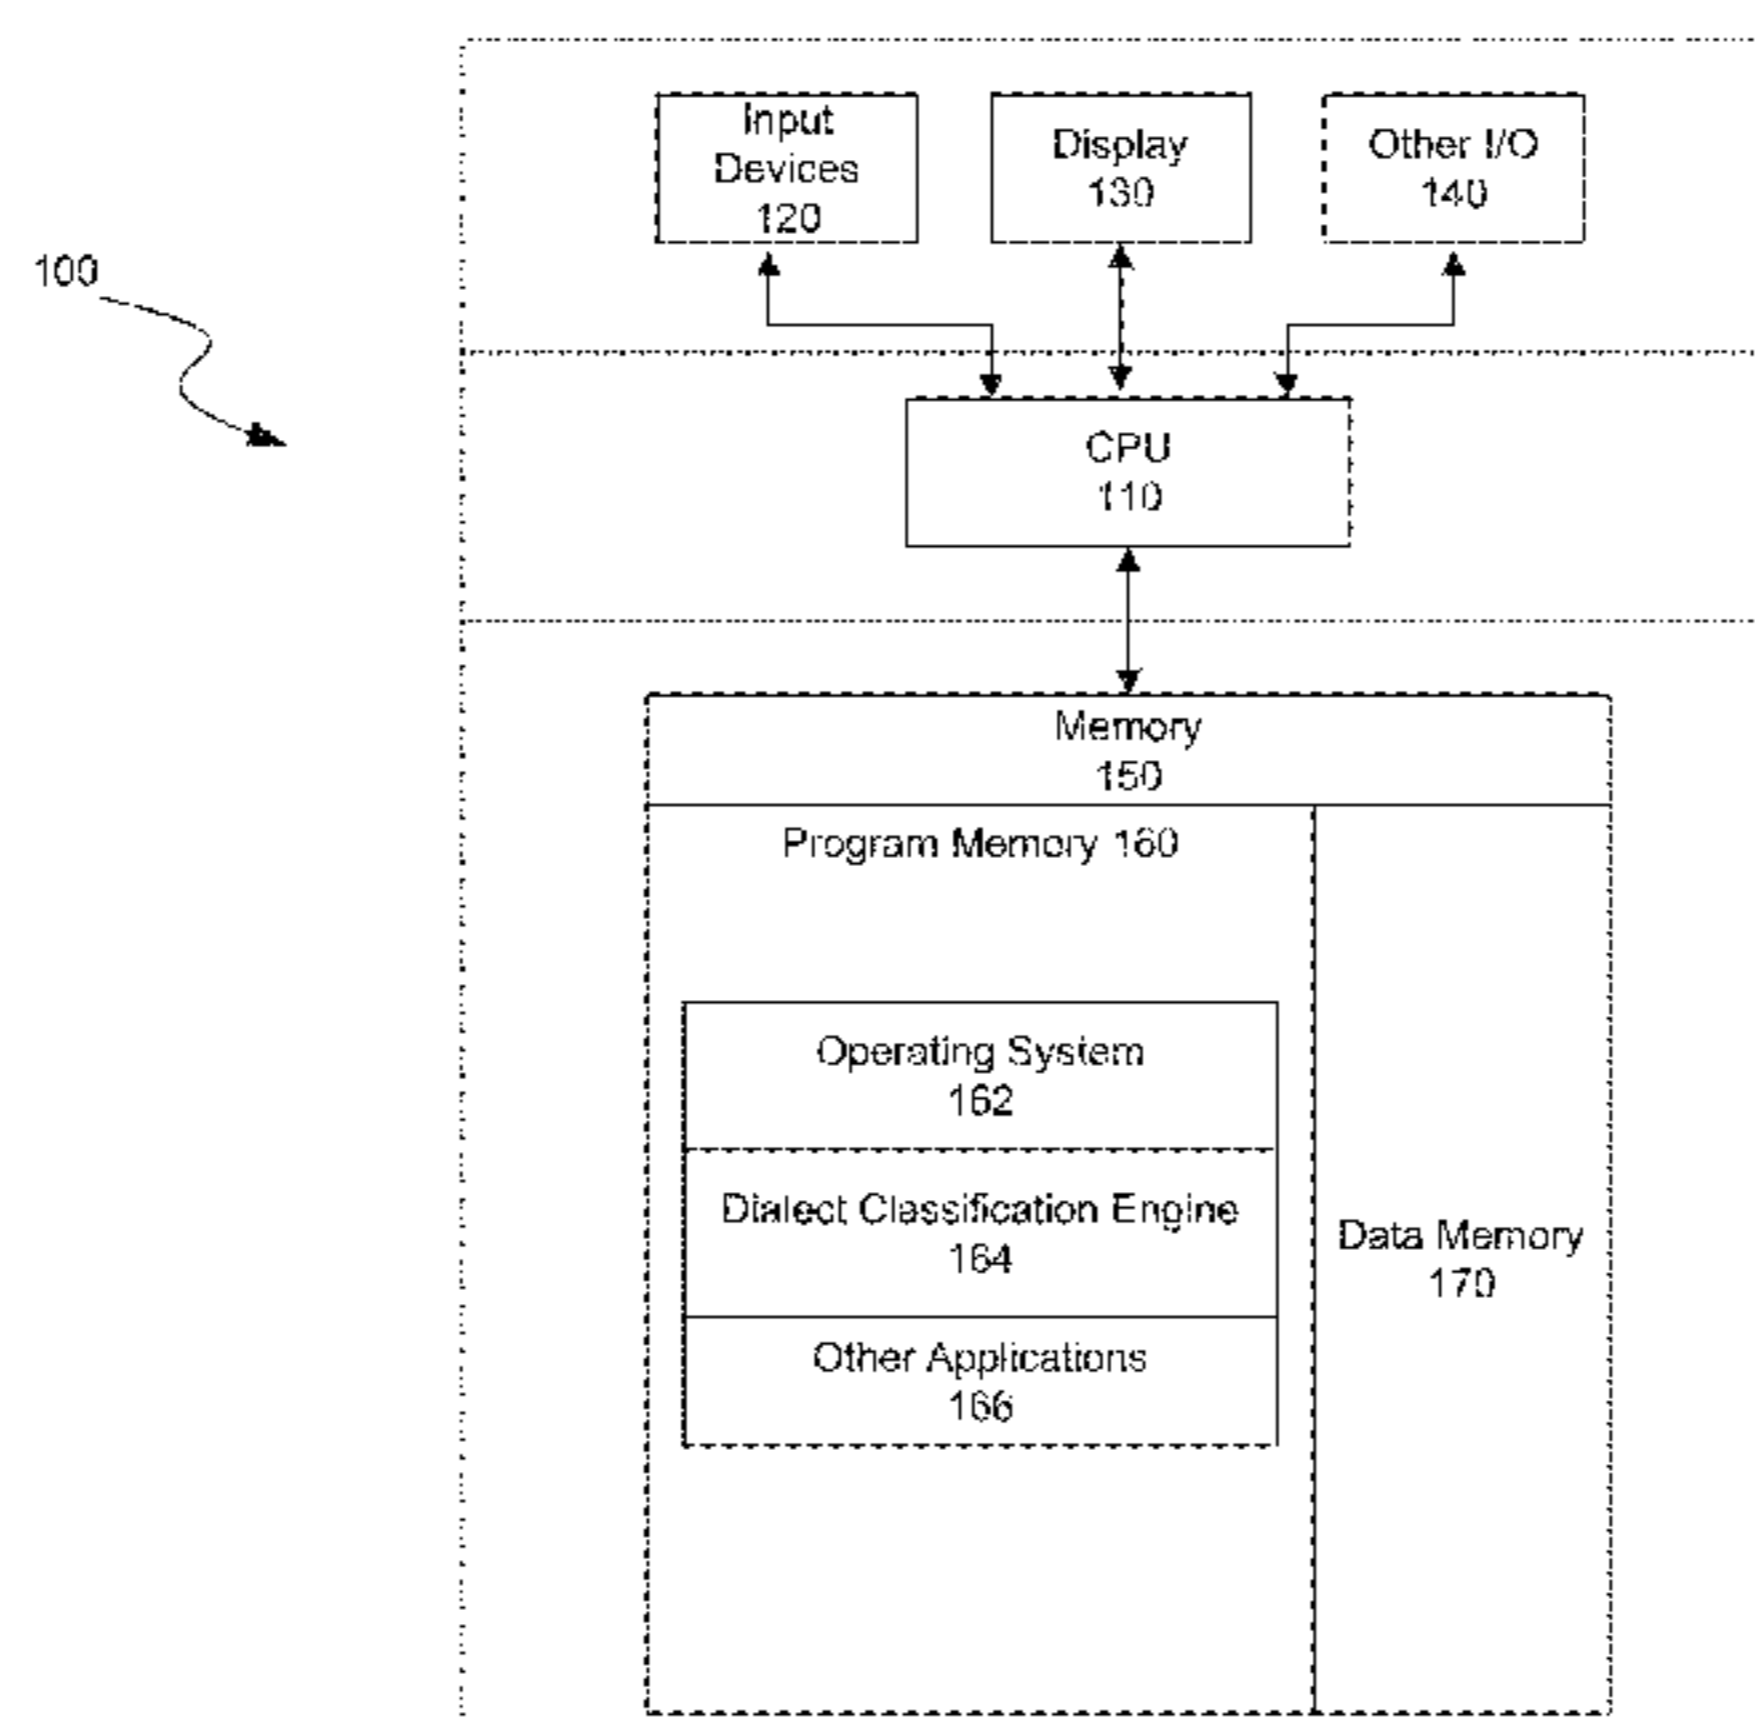 Input
Devices
120
Display
130
Other I/O
140
100
CPU
110
Memory
150
Program Memory 160
Operating System
162
Dialect Classification Engine
164
Other Applications
166
Data Memory
170